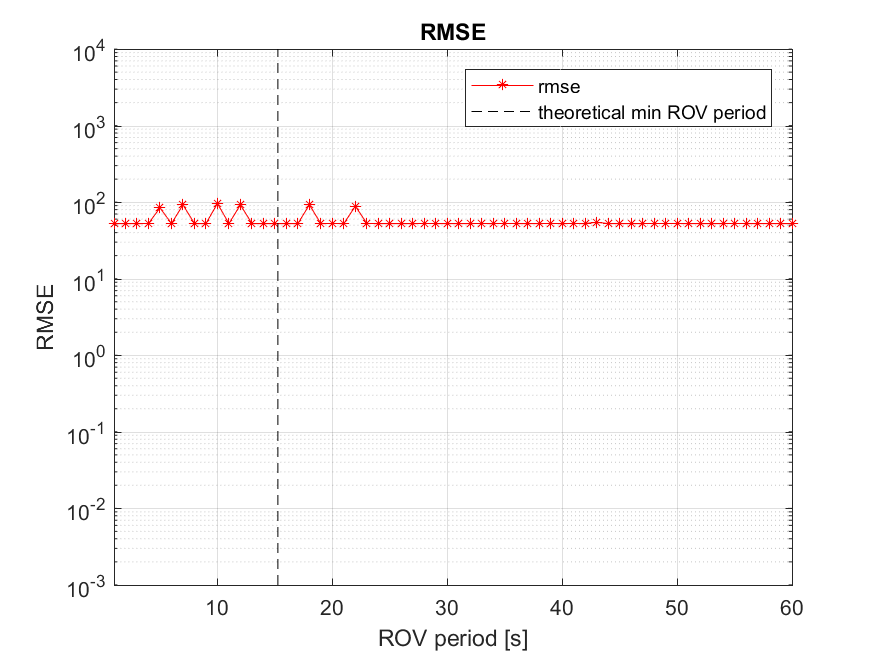 RMSE
10^4
10^3
10^2
10^1
10^0
10^-1
10^-2
10^-3
RMSE
rmse
theoretical min ROV period
10
20
30
40
50
60
ROV period [s]